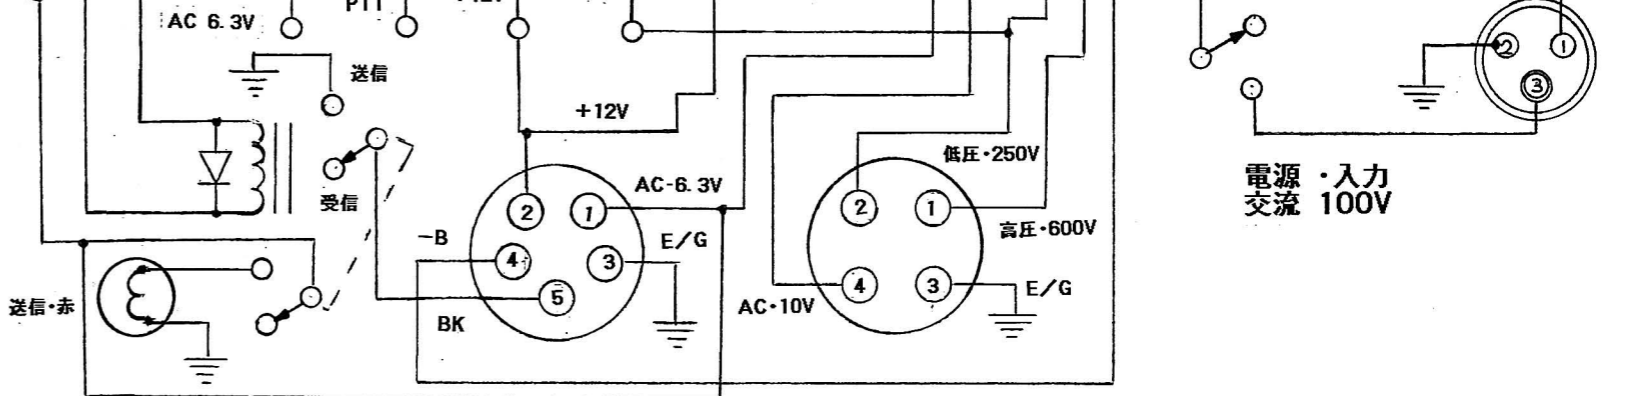 AC 6.3V
送信
+12V
受信
AC-6.3V
低圧・250V
高圧・600V
-B
E/G
BK
AC・10V
E/G
送信・赤
2
1
4
3
5
2
1
4
3
2
1
3
電源 ・入力
交流 100V